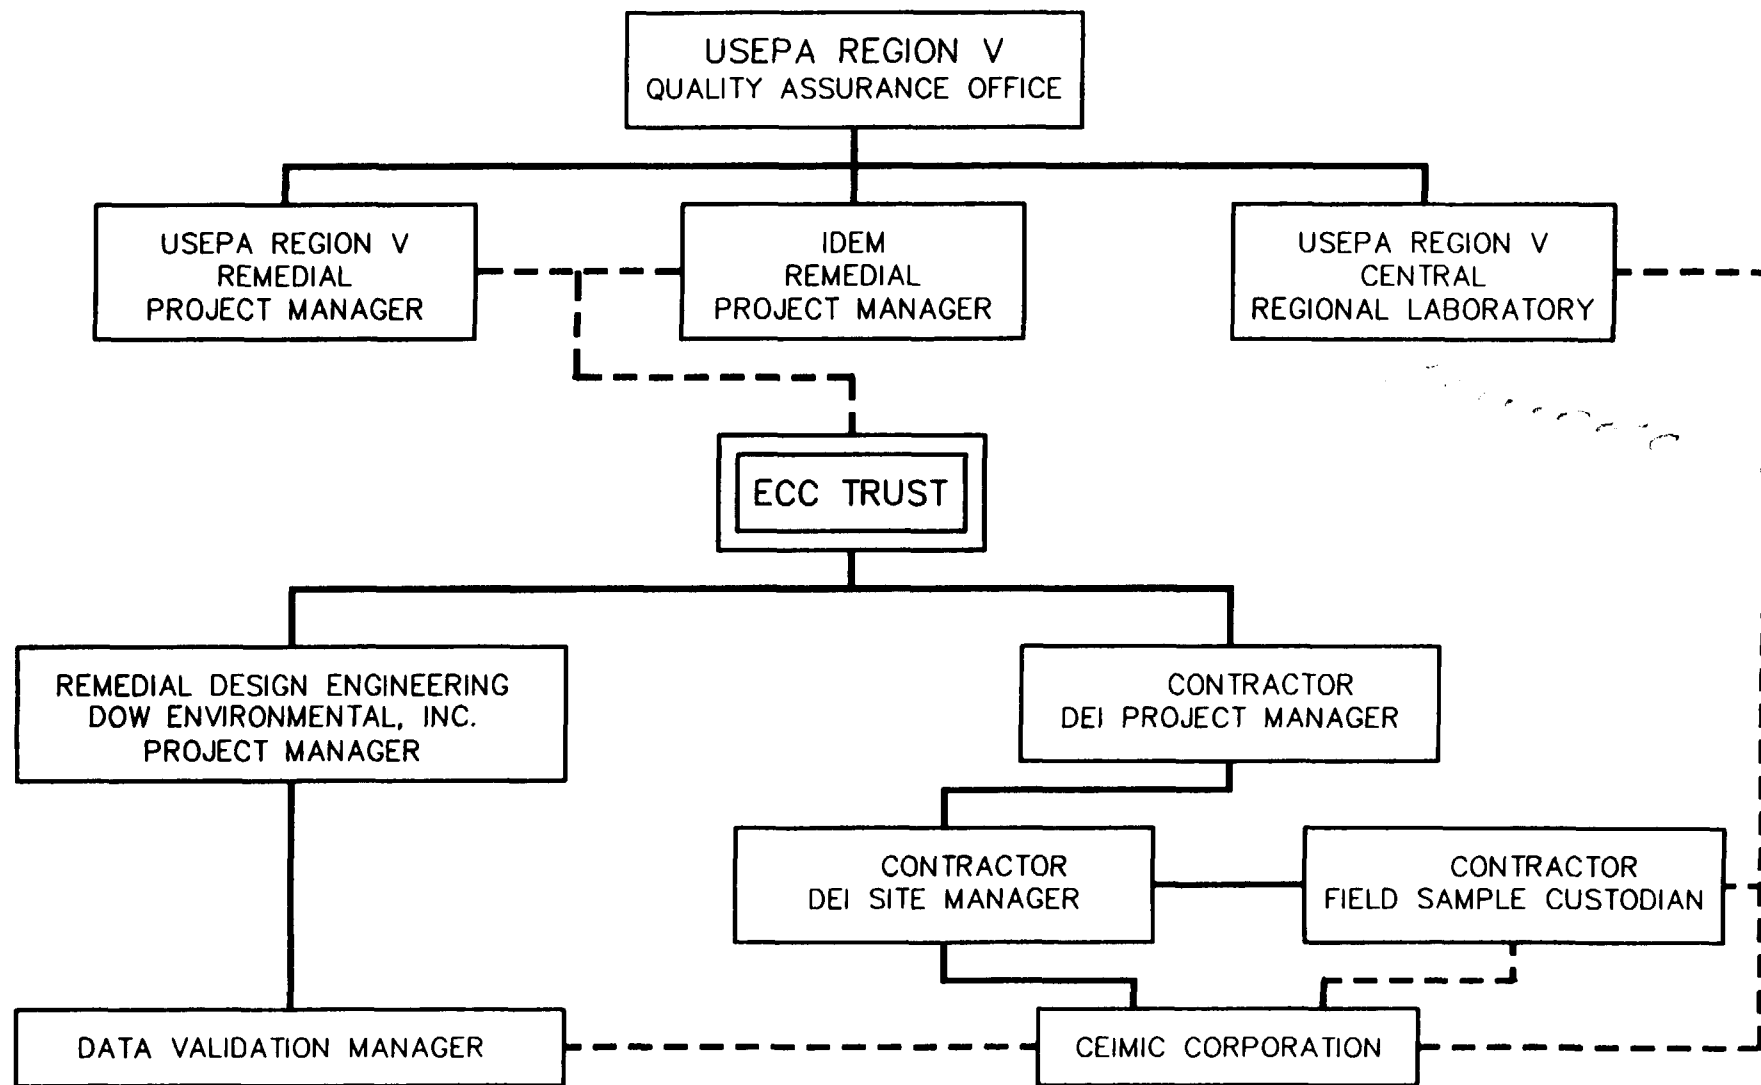 USEPA REGION V
QUALITY ASSURANCE OFFICE
USEPA REGION V
REMEDIAL
PROJECT MANAGER
IDEM
REMEDIAL
PROJECT MANAGER
USEPA REGION V
CENTRAL
REGIONAL LABORATORY
ECC TRUST
REMEDIAL DESIGN ENGINEERING
DOW ENVIRONMENTAL, INC.
PROJECT MANAGER
CONTRACTOR
DEI PROJECT MANAGER
CONTRACTOR
DEI SITE MANAGER
CONTRACTOR
FIELD SAMPLE CUSTODIAN
DATA VALIDATION MANAGER
CEIMIC CORPORATION